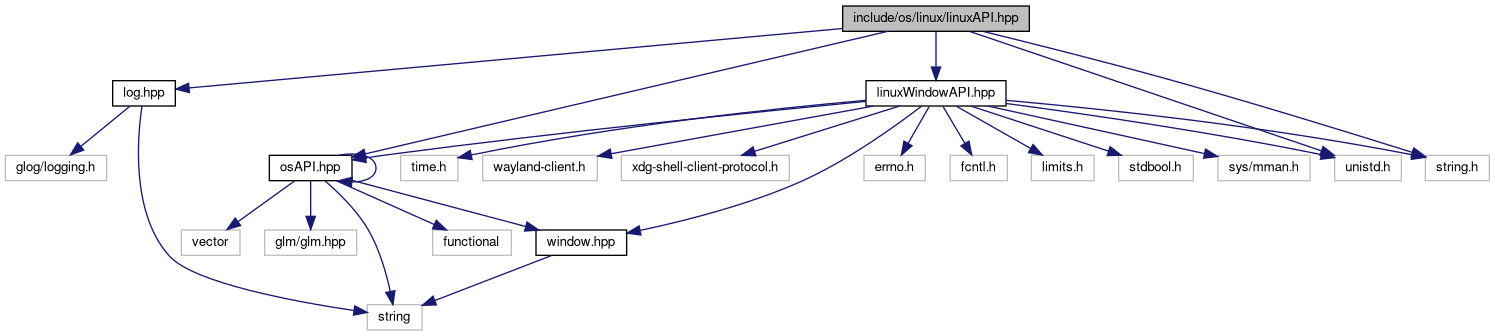 include/os/linux/linuxAPI.hpp
log.hpp
linuxWindowAPI.hpp
glog/logging.h
osAPI.hpp
time.h
wayland-client.h
xdg-shell-client-protocol.h
errno.h
fcntl.h
limits.h
stdbool.h
sys/mman.h
unistd.h
string.h
vector
glm/glm.hpp
functional
window.hpp
string